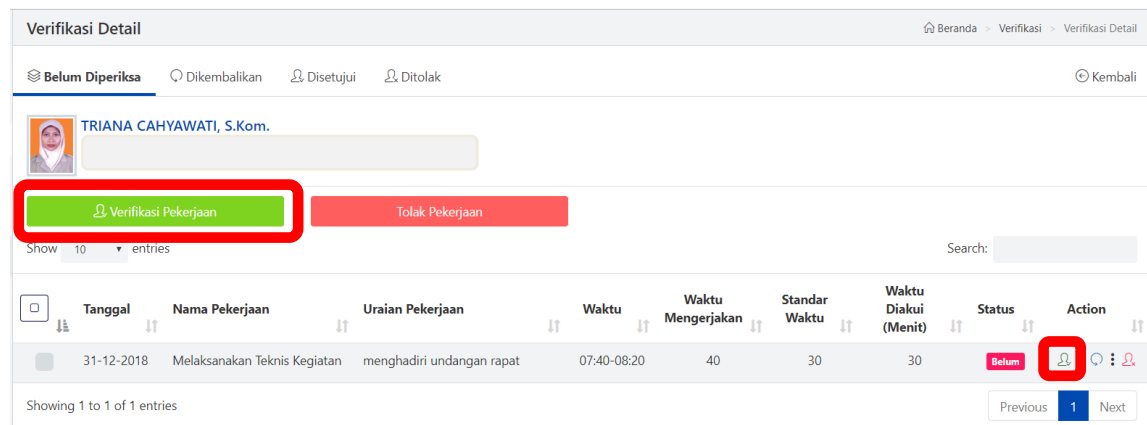 Verifikasi Detail
Beranda > Verifikasi > Verifikasi Detail
Belum Diperiksa Dikembalikan Disetujui Ditolak Kembali
TRIANA CAHYAWATI, S.Kom.
Verifikasi Pekerjaan Tolak Pekerjaan
Show 10 entries Search:
Tanggal Nama Pekerjaan Uraian Pekerjaan Waktu Waktu Mengerjakan Standar Waktu Waktu Diakui (Menit) Status Action
31-12-2018 Melaksanakan Teknis Kegiatan menghadiri undangan rapat 07:40-08:20 40 30 30 Belum
Showing 1 to 1 of 1 entries Previous 1 Next